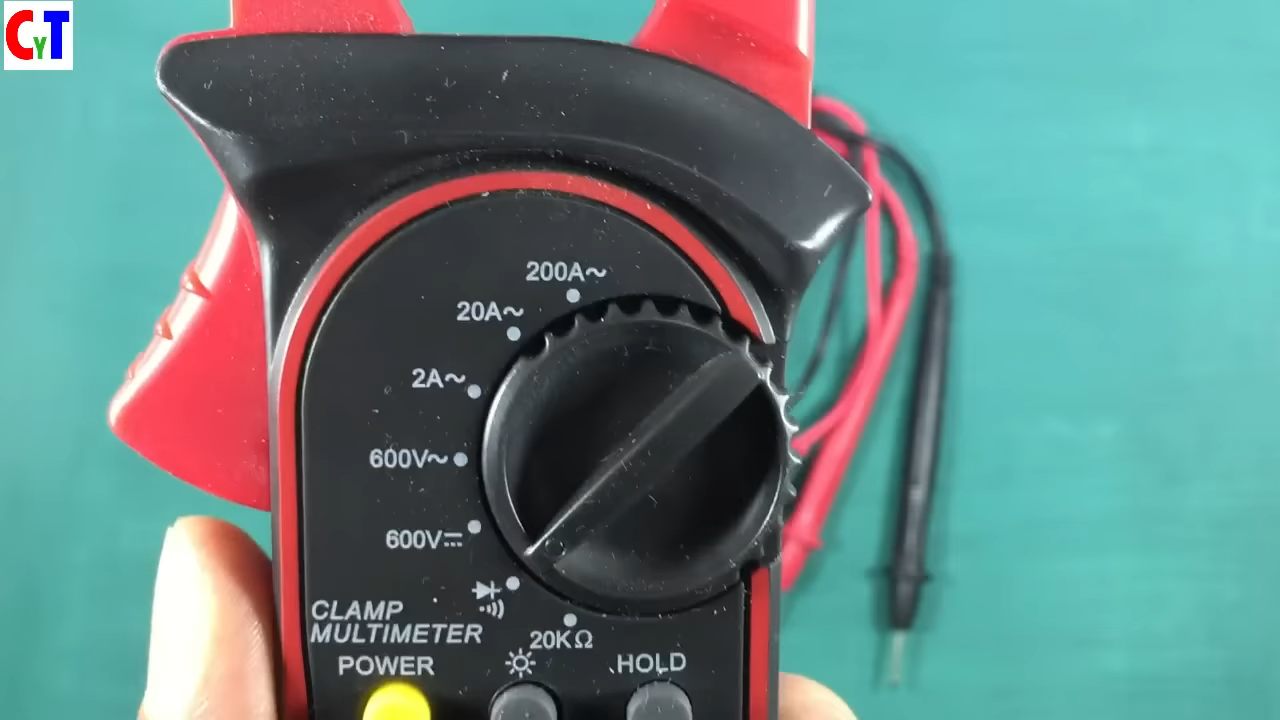 CyT
200A~
20A~
2A~
600V~
600V⎓
CLAMP
MULTIMETER
20KΩ
POWER
HOLD